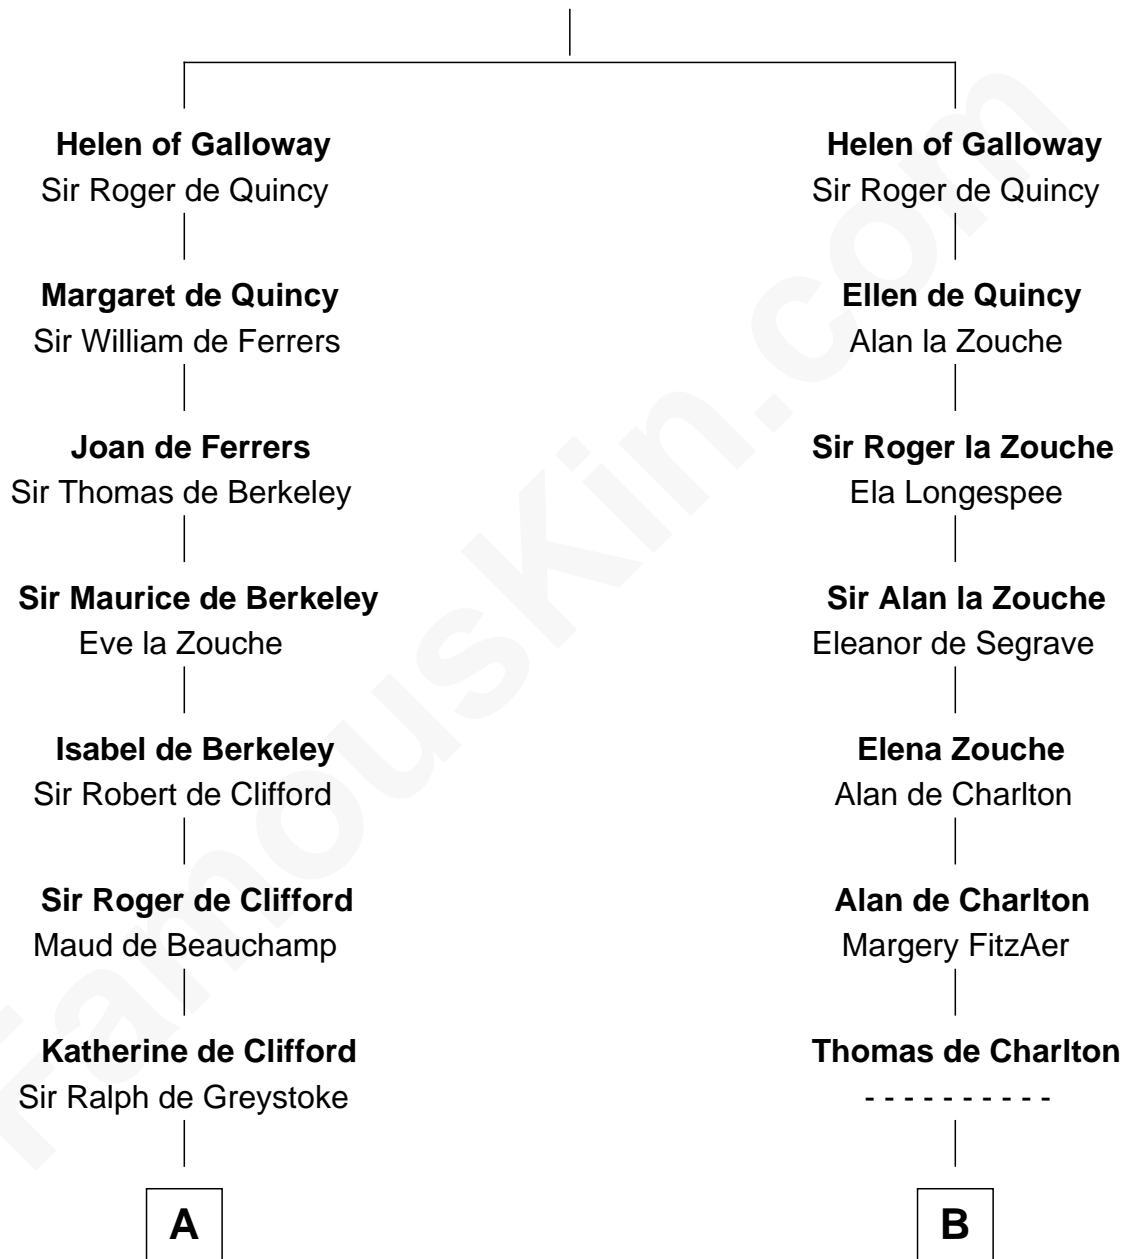 Helen of Galloway
Sir Roger de Quincy
Margaret de Quincy
Sir William de Ferrers
Joan de Ferrers
Sir Thomas de Berkeley
Sir Maurice de Berkeley
Eve la Zouche
Isabel de Berkeley
Sir Robert de Clifford
Sir Roger de Clifford
Maud de Beauchamp
Katherine de Clifford
Sir Ralph de Greystoke
A
Helen of Galloway
Sir Roger de Quincy
Ellen de Quincy
Alan la Zouche
Sir Roger la Zouche
Ela Longespee
Sir Alan la Zouche
Eleanor de Segrave
Elena Zouche
Alan de Charlton
Alan de Charlton
Margery FitzAer
Thomas de Charlton
- - - - - - - - - -
B
FamousKin.com